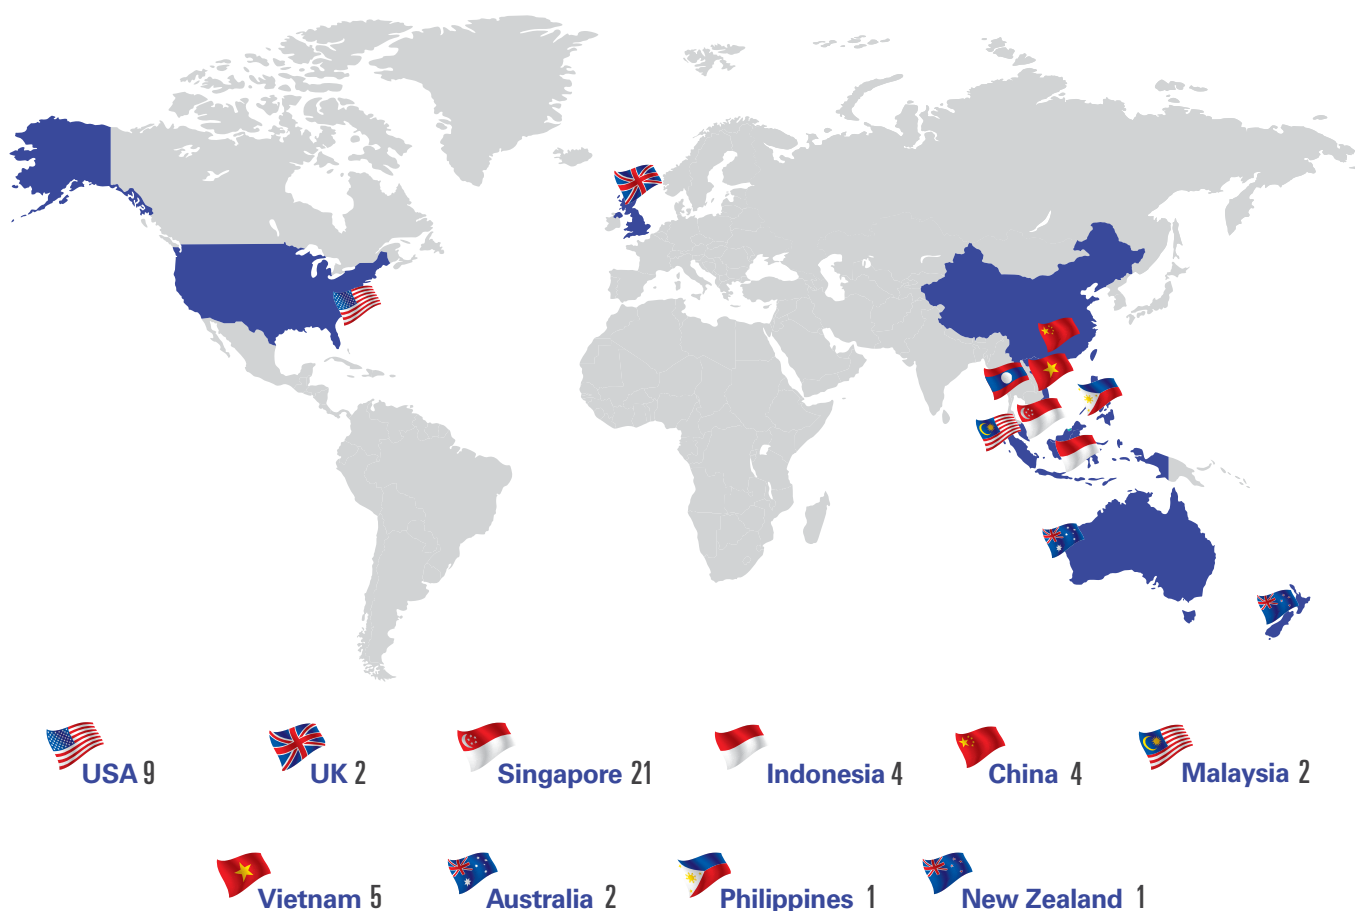 USA 9
UK 2
Singapore 21
Indonesia 4
China 4
Malaysia 2
Vietnam 5
Australia 2
Philippines 1
New Zealand 1